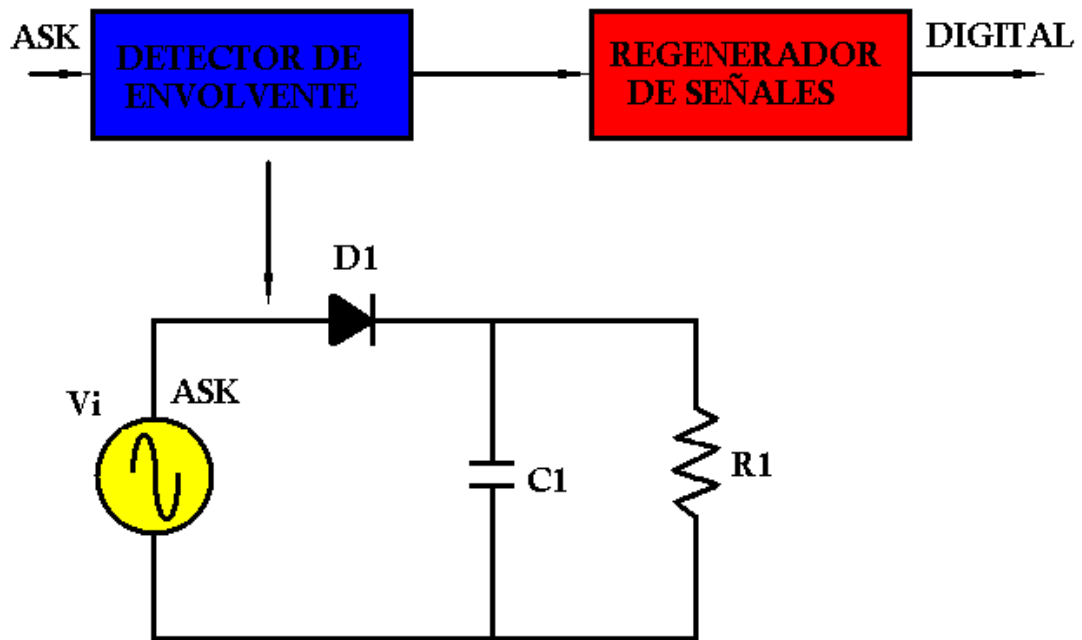 ASK
DETECTOR DE
ENVOLVENTE
REGENERADOR
DE SEÑALES
DIGITAL
D1
Vi
ASK
C1
R1